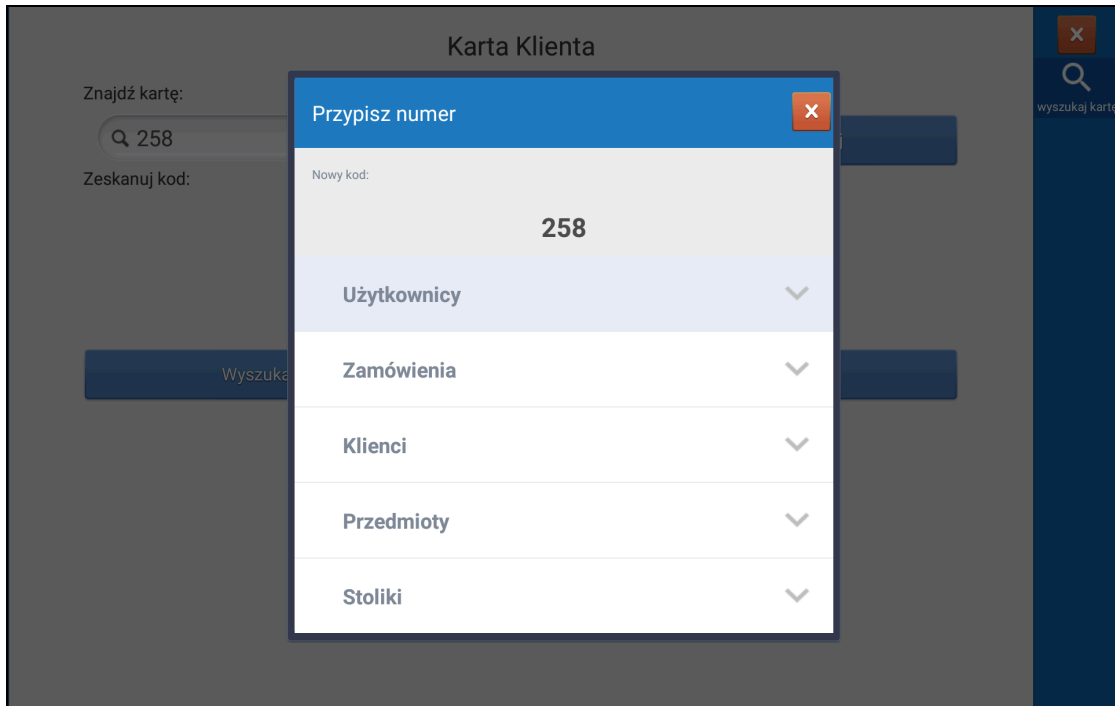 Karta Klienta
Znajdź kartę:
258
Zeskanuj kod:
wyszukaj kartę
Przypisz numer
Nowy kod:
258
Użytkownicy
Zamówienia
Klienci
Przedmioty
Stoliki